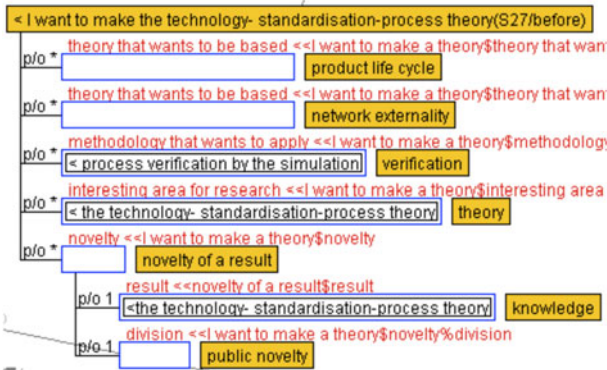 < I want to make the technology- standardisation-process theory(S27/before)
theory that wants to be based <<I want to make a theory$theory that wan
p/o * product life cycle
theory that wants to be based <<I want to make a theory$theory that wan
p/o * network externality
methodology that wants to apply <<I want to make a theory$methodology
p/o * < process verification by the simulation verification
interesting area for research <<I want to make a theory$interesting area
p/o * < the technology- standardisation-process theory theory
novelty <<I want to make a theory$novelty
p/o * novelty of a result
result <<novelty of a result$result
p/o 1 <the technology- standardisation-process theory knowledge
division <<I want to make a theory$novelty%division
p/o 1 public novelty